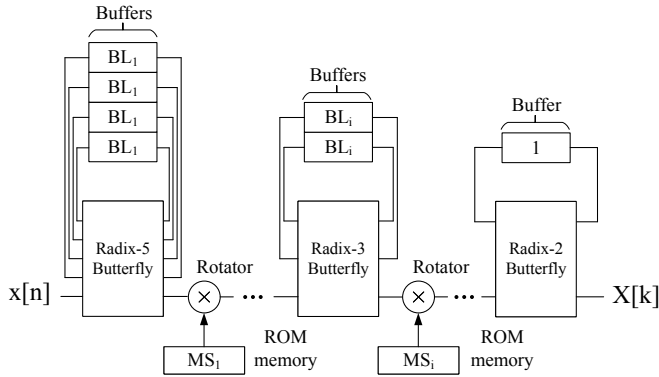 Buffers
BL1
BL1
BL1
BL1
Buffers
BLi
BLi
Buffer
1
Radix-5
Butterfly
Radix-3
Butterfly
Radix-2
Butterfly
Rotator
Rotator
x[n]
×
...
×
...
X[k]
MS1
ROM
memory
MSi
ROM
memory